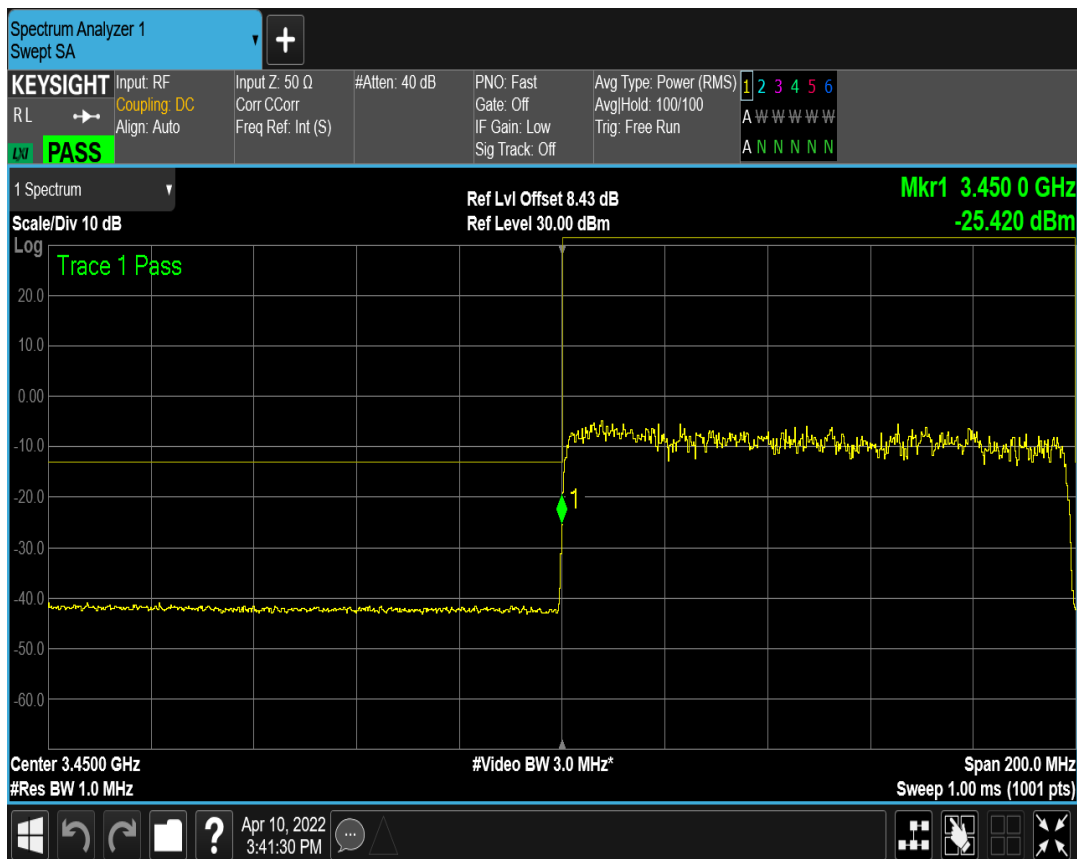 Spectrum Analyzer 1
Swept SA
+
KEYSIGHT
RL
LXI
PASS
Input: RF
Coupling: DC
Align: Auto
Input Z: 50 Ω
Corr CCorr
Freq Ref: Int (S)
#Atten: 40 dB
PNO: Fast
Gate: Off
IF Gain: Low
Sig Track: Off
Avg Type: Power (RMS)
Avg|Hold: 100/100
Trig: Free Run
1 2 3 4 5 6
A W W W W W
A N N N N N
1 Spectrum
Scale/Div 10 dB
Ref Lvl Offset 8.43 dB
Ref Level 30.00 dBm
Mkr1 3.450 0 GHz
-25.420 dBm
Log
Trace 1 Pass
20.0
10.0
0.00
-10.0
-20.0
-30.0
-40.0
-50.0
-60.0
1
Center 3.4500 GHz
#Res BW 1.0 MHz
#Video BW 3.0 MHz*
Span 200.0 MHz
Sweep 1.00 ms (1001 pts)
?
Apr 10, 2022
3:41:30 PM